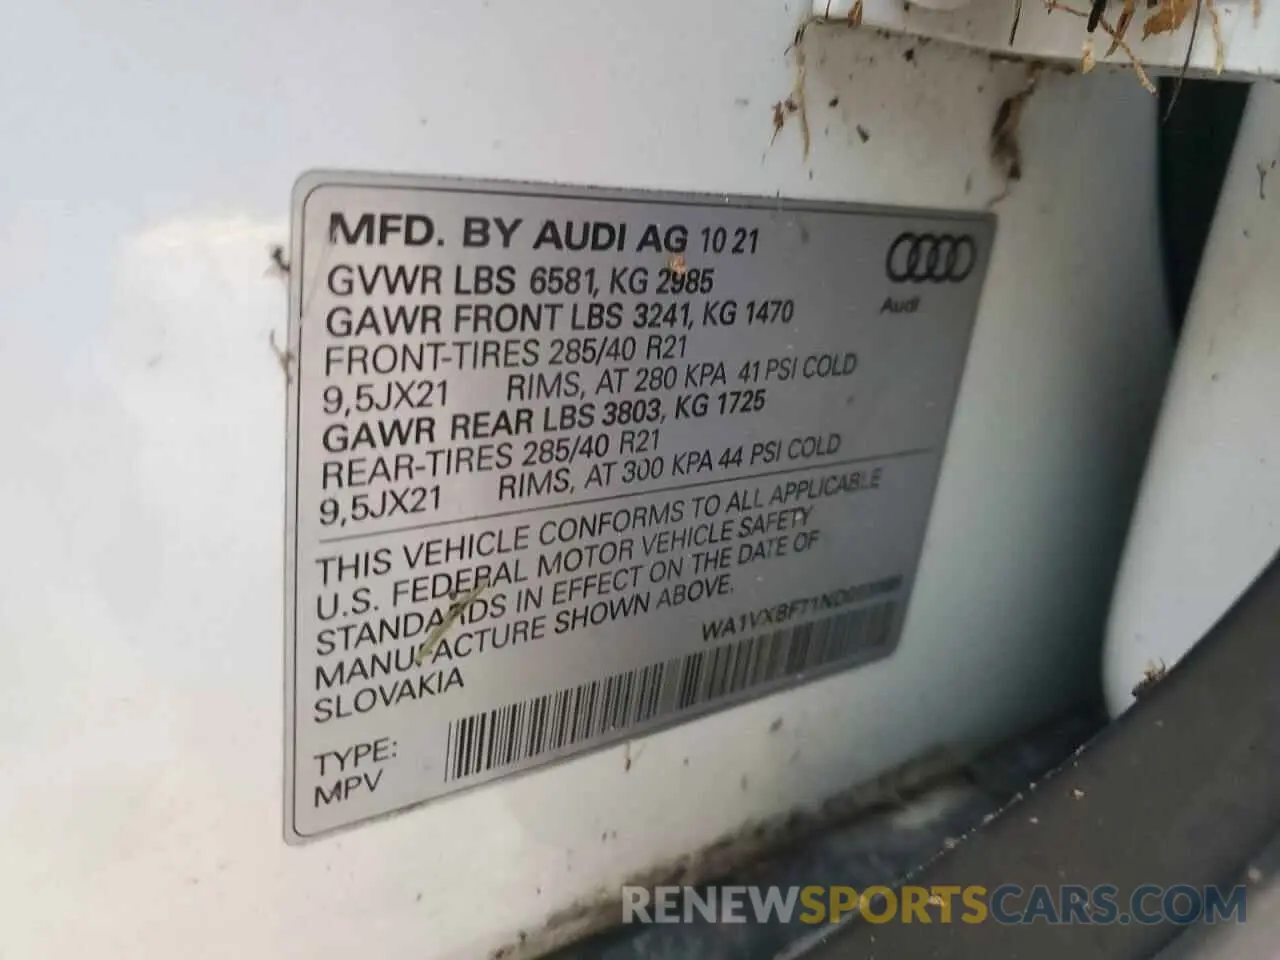 MFD. BY AUDI AG 10 21
GVWR LBS 6581, KG 2985
GAWR FRONT LBS 3241, KG 1470
FRONT-TIRES 285/40 R21
9,5JX21 RIMS, AT 280 KPA 41 PSI COLD
GAWR REAR LBS 3803, KG 1725
REAR-TIRES 285/40 R21
9,5JX21 RIMS, AT 300 KPA 44 PSI COLD
Audi
THIS VEHICLE CONFORMS TO ALL APPLICABLE
U.S. FEDERAL MOTOR VEHICLE SAFETY
STANDARDS IN EFFECT ON THE DATE OF
MANUFACTURE SHOWN ABOVE.
SLOVAKIA
TYPE:
MPV
RENEWSPORTSCARS.COM